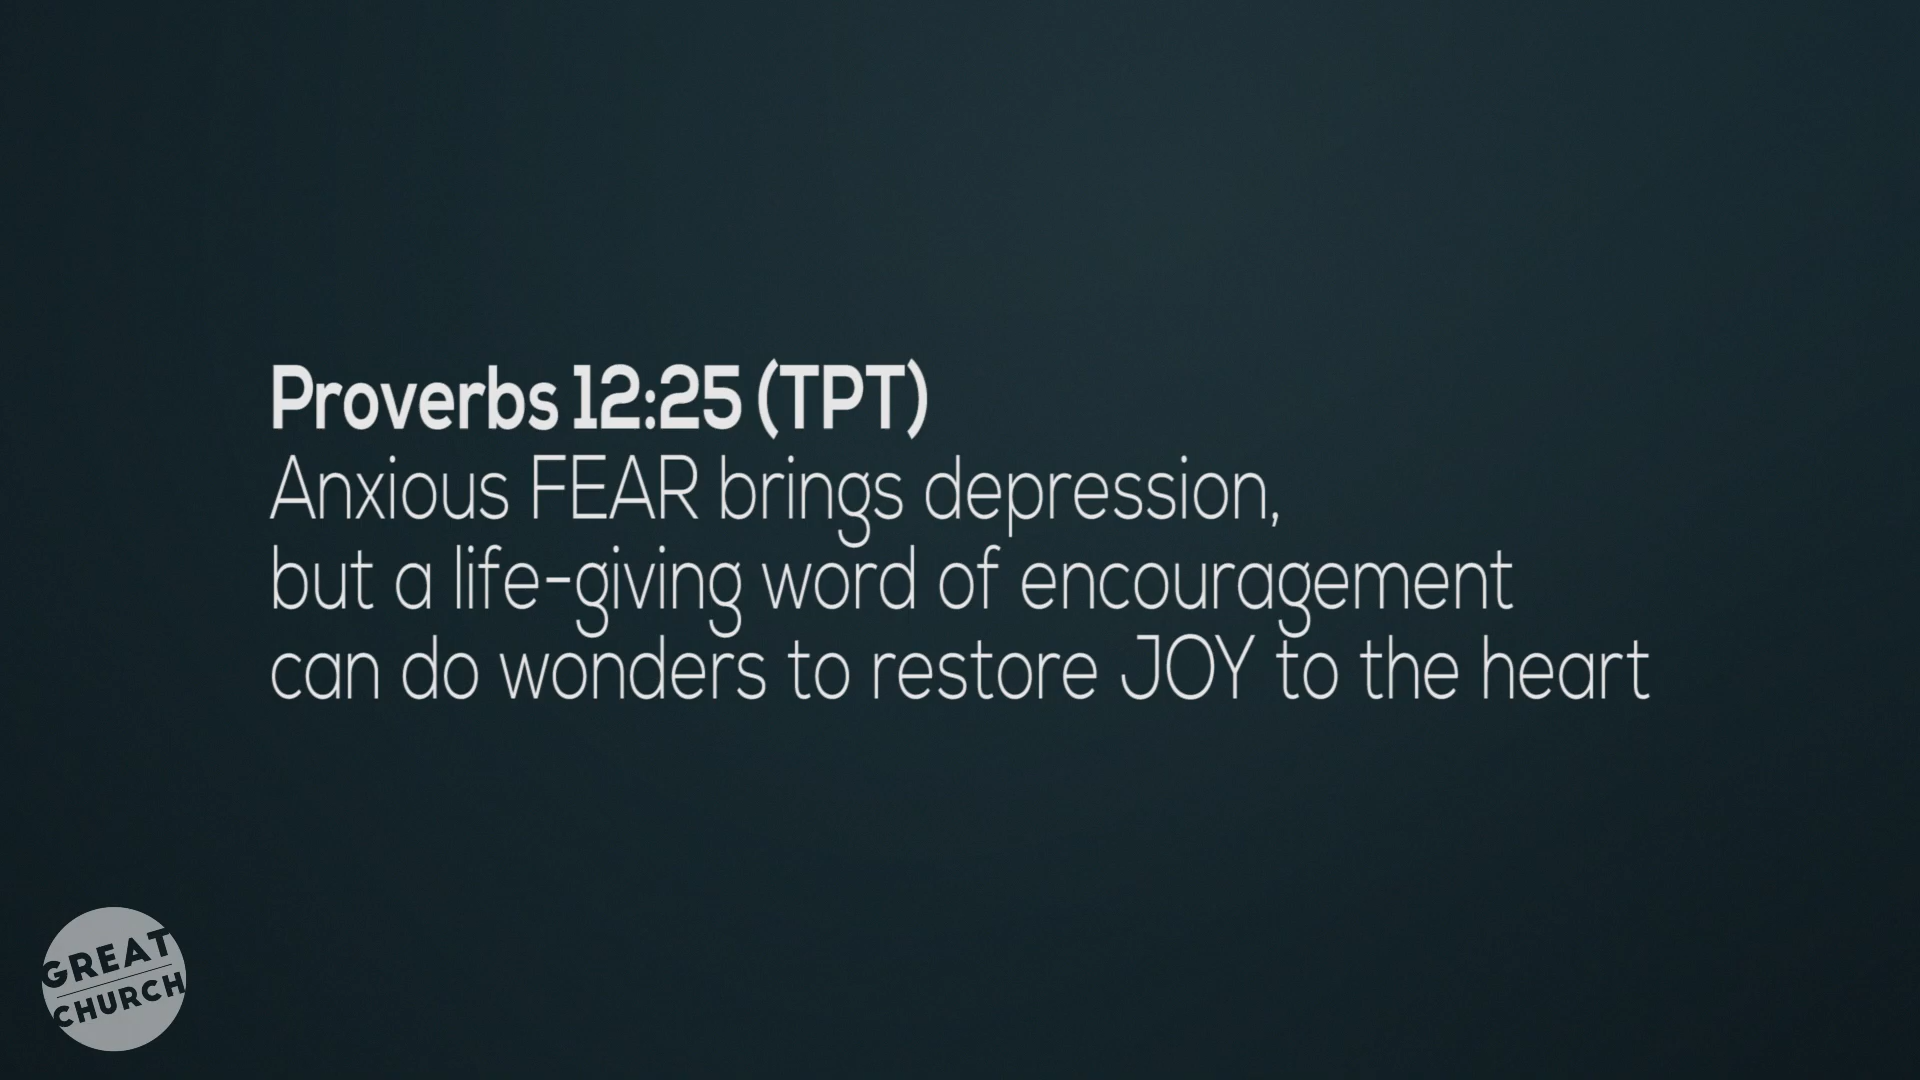 Proverbs 12:25 (TPT)
Anxious FEAR brings depression,
but a life-giving word of encouragement
can do wonders to restore JOY to the heart
GREAT
CHURCH